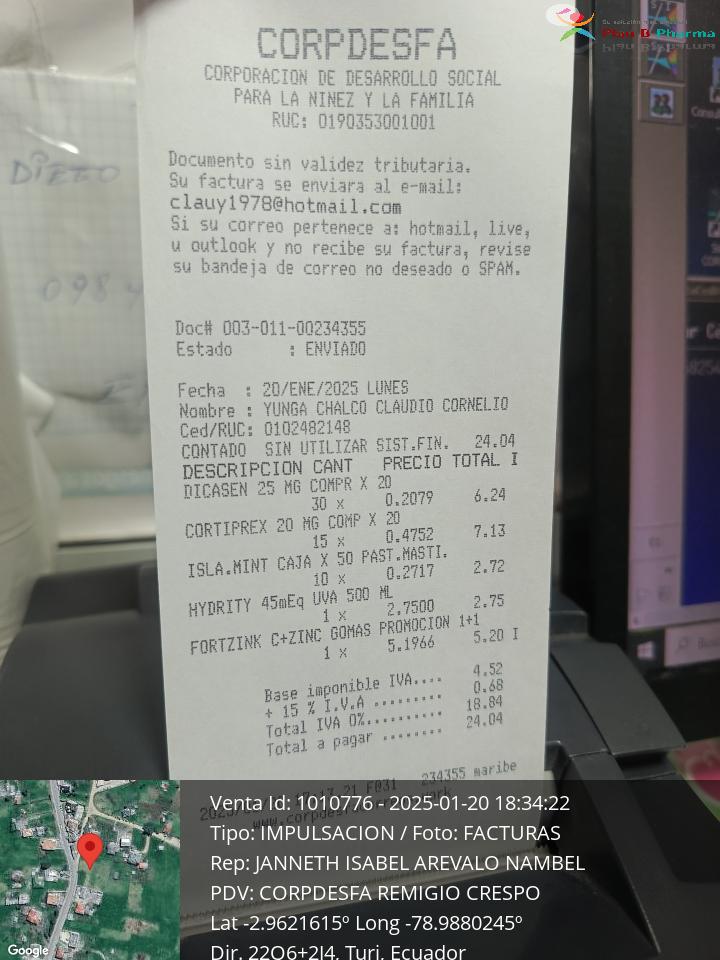 CORPDESFA
CORPORACION DE DESARROLLO SOCIAL
PARA LA NINEZ Y LA FAMILIA
RUC: 0190353001001
Documento sin validez tributaria.
Su factura se enviara al e-mail:
clauy1978@hotmail.com
Si su correo pertenece a: hotmail, live,
u outlook y no recibe su factura, revise
su bandeja de correo no deseado o SPAM.
Doc# 003-011-00234355
Estado : ENVIADO
Fecha : 20/ENE/2025 LUNES
Nombre : YUNGA CHALCO CLAUDIO CORNELIO
Ced/RUC: 0102482148
CONTADO SIN UTILIZAR SIST.FIN. 24.04
DESCRIPCION CANT PRECIO TOTAL I
DICASEN 25 MG COMPR X 20
30 x 0.2079 6.24
CORTIPREX 20 MG COMP X 20
15 x 0.4752 7.13
ISLA.MINT CAJA X 50 PAST.MASTI.
10 x 0.2717 2.72
HYDRITY 45mEq UVA 500 ML
1 x 2.7500 2.75
FORTZINK C+ZINC GOMAS PROMOCION 1+1
1 x 5.1966 5.20 I
Base imponible IVA.... 4.52
+ 15 % I.V.A ......... 0.68
Total IVA 0%.......... 18.84
Total a pagar ........ 24.04
234355 maribe
Plan B Pharma
Venta Id: 1010776 - 2025-01-20 18:34:22
Tipo: IMPULSACION / Foto: FACTURAS
Rep: JANNETH ISABEL AREVALO NAMBEL
PDV: CORPDESFA REMIGIO CRESPO
Lat -2.9621615º Long -78.9880245º
Dir. 22Q6+2J4, Turi, Ecuador
Google